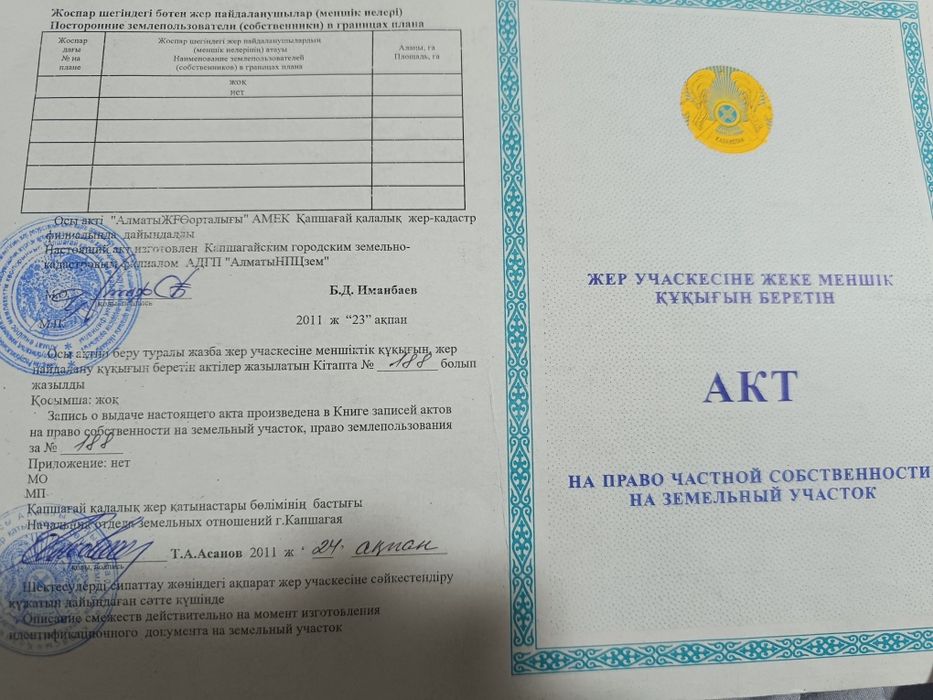 Жоспар шегіндегі бөтен жер пайдаланушылар (меншік иелері)
Посторонние землепользователи (собственники) в границах плана
Жоспар
дағы
№ на
плане
Жоспар шегіндегі жер пайдаланушылардың
(меншік иелерінің) атауы
Наименование землепользователей
(собственников) в границах плана
Алаңы, га
Площадь, га
жоқ
нет
Осы акті "АлматыЖҒӨорталығы" АМЕК Қапшағай қалалық жер-кадастр
филиалында дайындалды
Настоящий акт изготовлен Капшагайским городским земельно-
кадастровым филиалом АДГП "АлматыНПЦзем"
Б.Д. Иманбаев
2011 ж "23" ақпан
Осы актіні беру туралы жазба жер учаскесіне меншіктік құқығын, жер
пайдалану құқығын беретін актілер жазылатын Кітапта № 188 болып
жазылды
Қосымша: жоқ
Запись о выдаче настоящего акта произведена в Книге записей актов
на право собственности на земельный участок, право землепользования
за № 188
Приложение: нет
МО
МП
Қапшағай қалалық жер қатынастары бөлімінің бастығы
Начальник отдела земельных отношений г.Капшагая
Т.А.Асанов 2011 ж "24" ақпан
қолы, подпись
Шектесулерді сипаттау жөніндегі ақпарат жер учаскесіне сәйкестендіру
құжатын дайындаған сәтте күшінде
Описание смежеств действительно на момент изготовления
идентификационного документа на земельный участок
ҚАЗАҚСТАН
ЖЕР УЧАСКЕСІНЕ ЖЕКЕ МЕНШІК
ҚҰҚЫҒЫН БЕРЕТІН
АКТ
НА ПРАВО ЧАСТНОЙ СОБСТВЕННОСТИ
НА ЗЕМЕЛЬНЫЙ УЧАСТОК